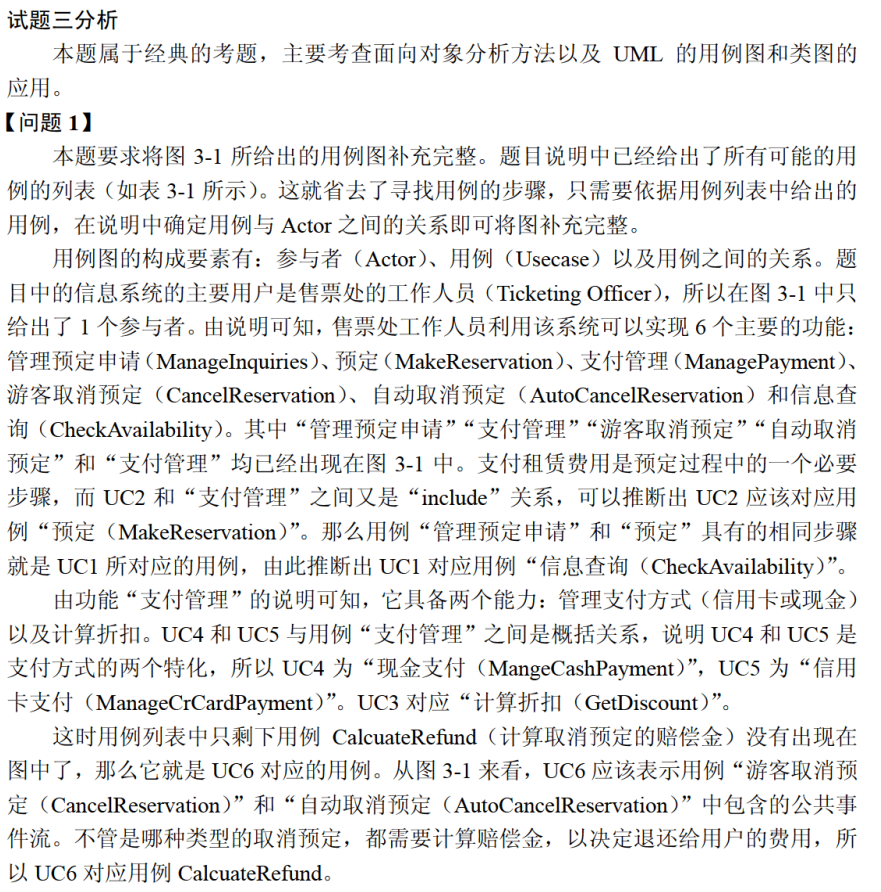 试题三分析
本题属于经典的考题，主要考查面向对象分析方法以及 UML 的用例图和类图的
应用。
【问题 1】
本题要求将图 3-1 所给出的用例图补充完整。题目说明中已经给出了所有可能的用
例的列表（如表 3-1 所示）。这就省去了寻找用例的步骤，只需要依据用例列表中给出的
用例，在说明中确定用例与 Actor 之间的关系即可将图补充完整。
用例图的构成要素有：参与者（Actor）、用例（Usecase）以及用例之间的关系。题
目中的信息系统的主要用户是售票处的工作人员（Ticketing Officer），所以在图 3-1 中只
给出了 1 个参与者。由说明可知，售票处工作人员利用该系统可以实现 6 个主要的功能：
管理预定申请（ManageInquiries）、预定（MakeReservation）、支付管理（ManagePayment）、
游客取消预定（CancelReservation）、自动取消预定（AutoCancelReservation）和信息查
询（CheckAvailability）。其中“管理预定申请”“支付管理”“游客取消预定”“自动取消
预定”和“支付管理”均已经出现在图 3-1 中。支付租赁费用是预定过程中的一个必要
步骤，而 UC2 和“支付管理”之间又是“include”关系，可以推断出 UC2 应该对应用
例“预定（MakeReservation）”。那么用例“管理预定申请”和“预定”具有的相同步骤
就是 UC1 所对应的用例，由此推断出 UC1 对应用例“信息查询（CheckAvailability）”。
由功能“支付管理”的说明可知，它具备两个能力：管理支付方式（信用卡或现金）
以及计算折扣。UC4 和 UC5 与用例“支付管理”之间是概括关系，说明 UC4 和 UC5 是
支付方式的两个特化，所以 UC4 为“现金支付（MangeCashPayment）”，UC5 为“信用
卡支付（ManageCrCardPayment）”。UC3 对应“计算折扣（GetDiscount）”。
这时用例列表中只剩下用例 CalcuateRefund（计算取消预定的赔偿金）没有出现在
图中了，那么它就是 UC6 对应的用例。从图 3-1 来看，UC6 应该表示用例“游客取消预
定（CancelReservation）”和“自动取消预定（AutoCancelReservation）”中包含的公共事
件流。不管是哪种类型的取消预定，都需要计算赔偿金，以决定退还给用户的费用，所
以 UC6 对应用例 CalcuateRefund。